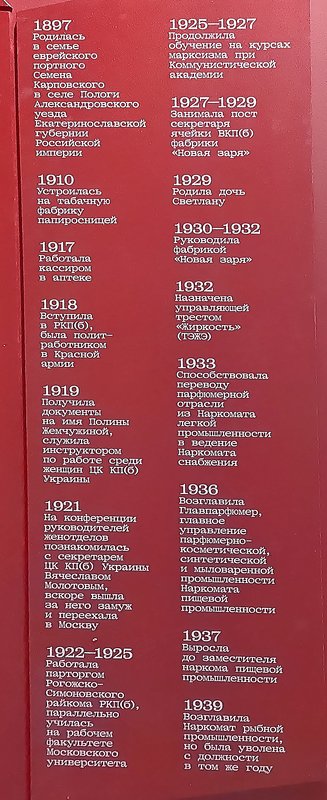 1897
Родилась
в семье
еврейского
портного
Семена
Карповского
в селе Пологи
Александровского
уезда
Екатеринославской
губернии
Российской
империи
1910
Устроилась
на табачную
фабрику
папиросницей
1917
Работала
кассиром
в аптеке
1918
Вступила
в РКП(б),
была полит-
работником
в Красной
армии
1919
Получила
документы
на имя Полины
Жемчужиной,
служила
инструктором
по работе среди
женщин ЦК КП(б)
Украины
1921
На конференции
руководителей
женотделов
познакомилась
с секретарем
ЦК КП(б) Украины
Вячеславом
Молотовым,
вскоре вышла
за него замуж
и переехала
в Москву
1922—1925
Работала
парторгом
Рогожско-
Симоновского
райкома РКП(б),
параллельно
училась
на рабочем
факультете
Московского
университета
1925—1927
Продолжила
обучение на курсах
марксизма при
Коммунистической
академии
1927—1929
Занимала пост
секретаря
ячейки ВКП(б)
фабрики
«Новая заря»
1929
Родила дочь
Светлану
1930—1932
Руководила
фабрикой
«Новая заря»
1932
Назначена
управляющей
трестом
«Жиркость»
(ТЭЖЭ)
1933
Способствовала
переводу
парфюмерной
отрасли
из Наркомата
легкой
промышленности
в ведение
Наркомата
снабжения
1936
Возглавила
Главпарфюмер,
главное
управление
парфюмерно-
косметической,
синтетической
и мыловаренной
промышленности
Наркомата
пищевой
промышленности
1937
Выросла
до заместителя
наркома пищевой
промышленности
1939
Возглавила
Наркомат рыбной
промышленности,
но была уволена
с должности
в том же году